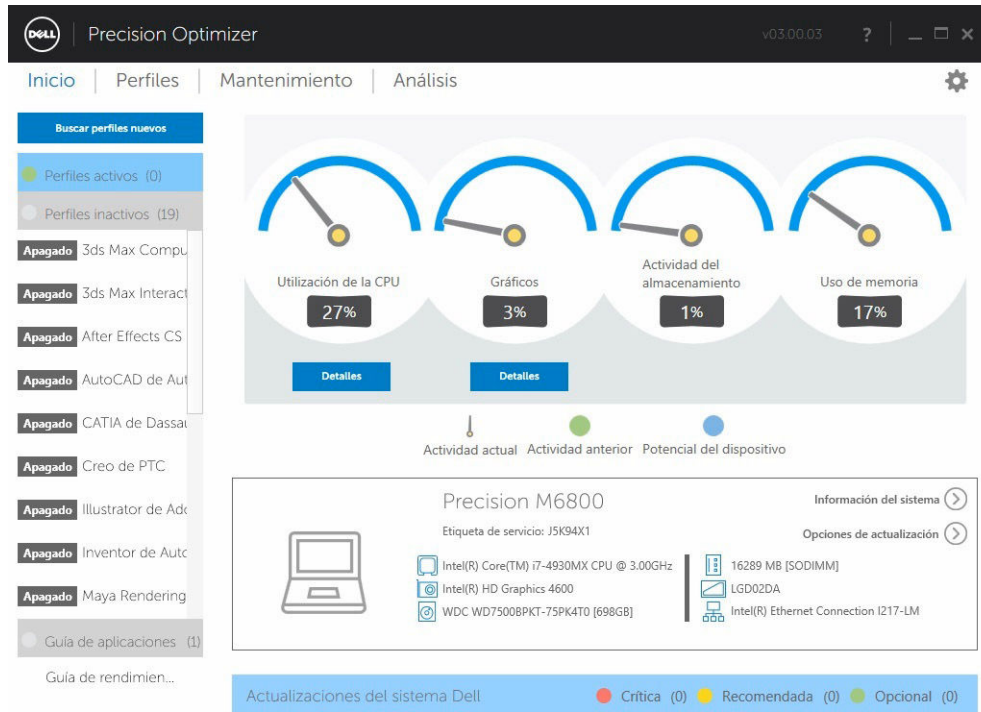 DELL
Precision Optimizer
v03.00.03
?
Inicio
Perfiles
Mantenimiento
Análisis
Buscar perfiles nuevos
Perfiles activos (0)
Perfiles inactivos (19)
Apagado 3ds Max Compu
Apagado 3ds Max Interact
Apagado After Effects CS
Apagado AutoCAD de Aut
Apagado CATIA de Dassau
Apagado Creo de PTC
Apagado Illustrator de Ado
Apagado Inventor de Auto
Apagado Maya Rendering
Guía de aplicaciones (1)
Guía de rendimien...
Utilización de la CPU
27%
Detalles
Gráficos
3%
Detalles
Actividad del
almacenamiento
1%
Uso de memoria
17%
Actividad actual
Actividad anterior
Potencial del dispositivo
Precision M6800
Etiqueta de servicio: J5K94X1
Información del sistema
Opciones de actualización
Intel(R) Core(TM) i7-4930MX CPU @ 3.00GHz
Intel(R) HD Graphics 4600
WDC WD7500BPKT-75PK4T0 [698GB]
16289 MB [SODIMM]
LGD02DA
Intel(R) Ethernet Connection I217-LM
Actualizaciones del sistema Dell
Crítica (0)
Recomendada (0)
Opcional (0)